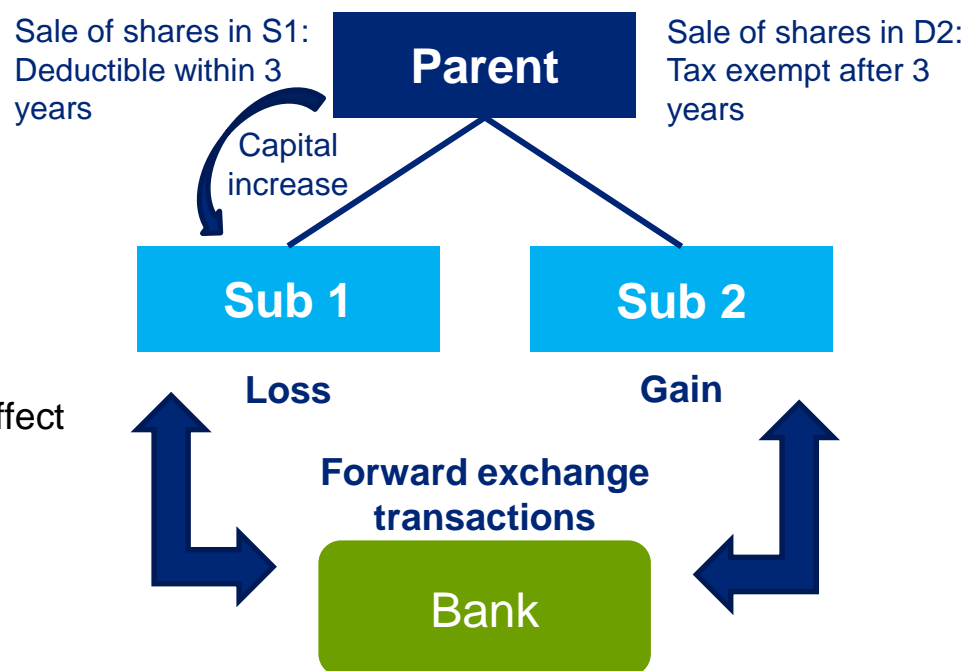 Sale of shares in S1:
Deductible within 3
years
Parent
Sale of shares in D2:
Tax exempt after 3
years
Capital
increase
Sub 1
Sub 2
Loss
Gain
ffect
Forward exchange
transactions
Bank